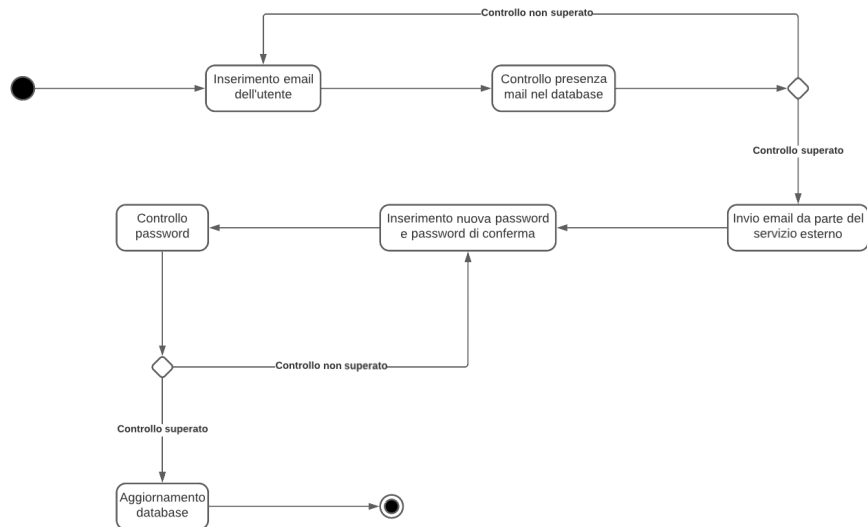 Controllo non superato
Inserimento email
dell'utente
Controllo presenza
mail nel database
Controllo superato
Invio email da parte del
servizio esterno
Inserimento nuova password
e password di conferma
Controllo
password
Controllo non superato
Controllo superato
Aggiornamento
database